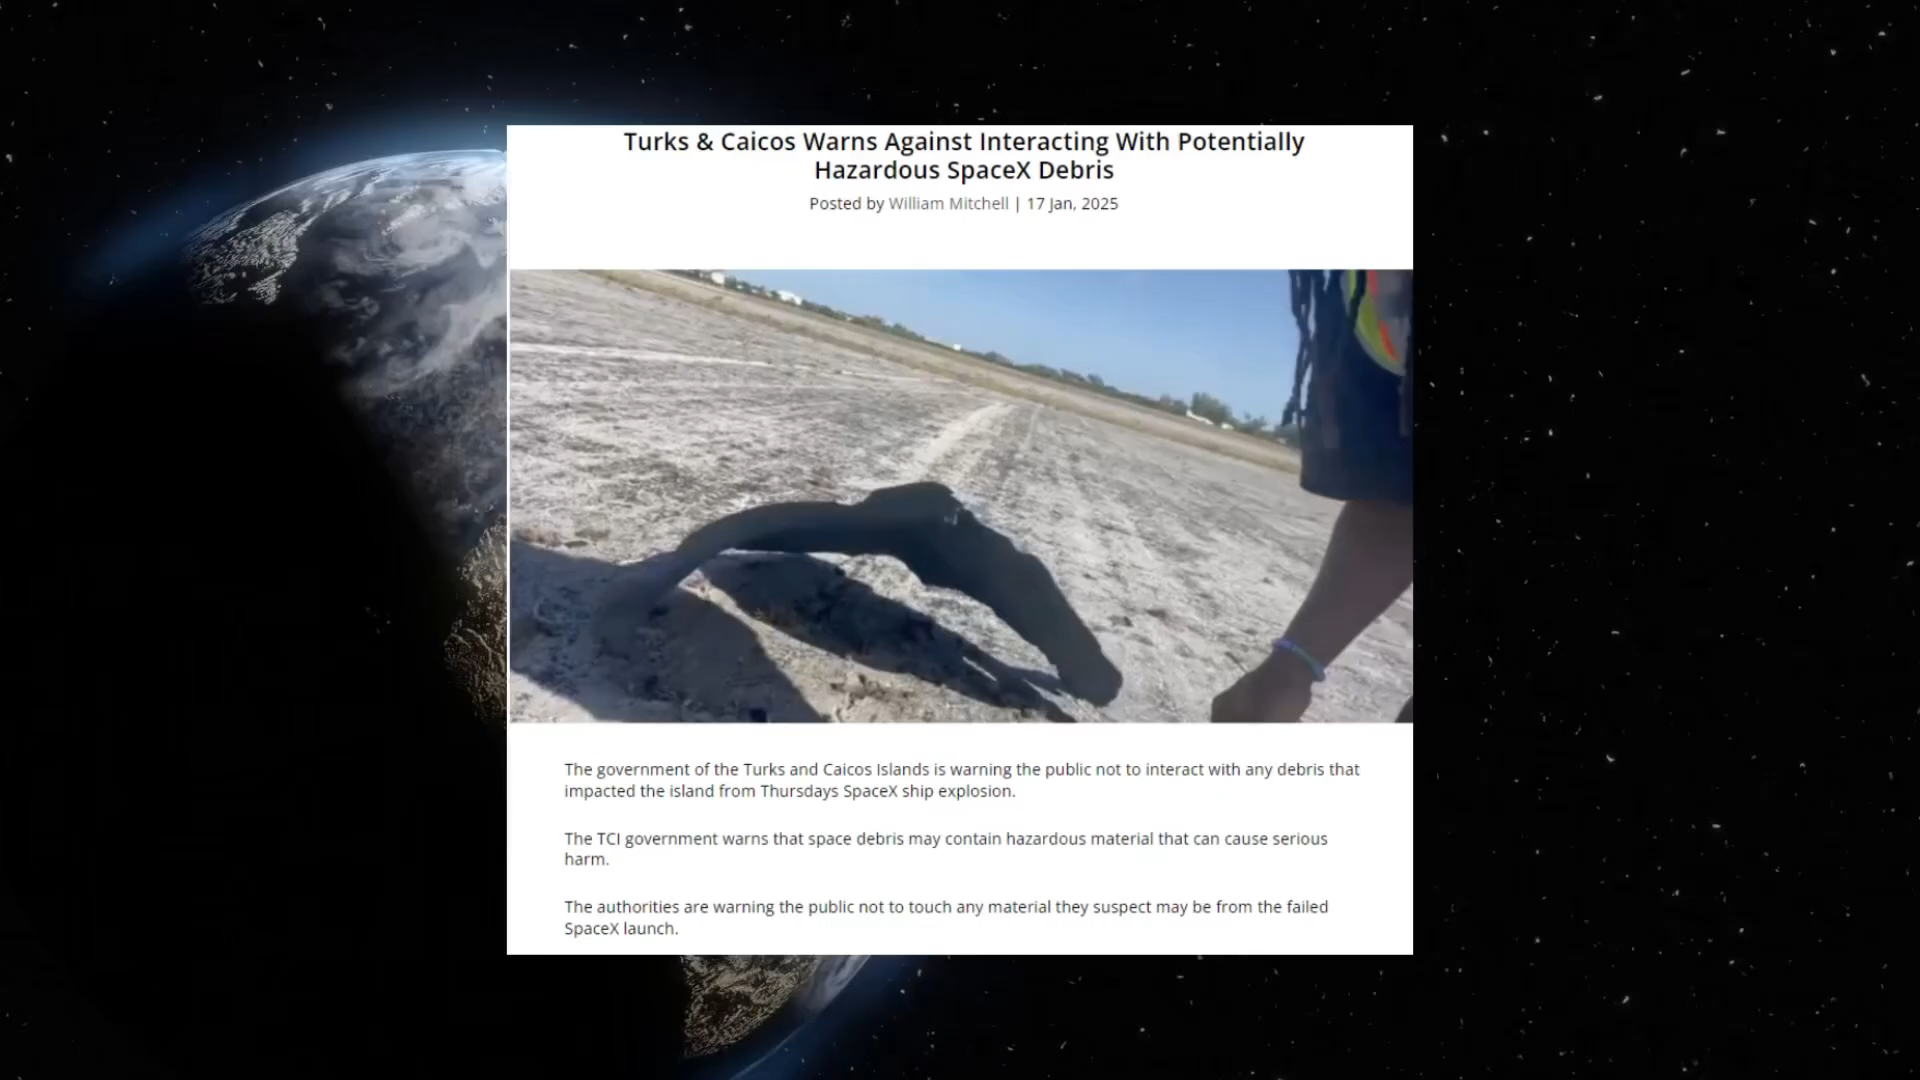 Turks & Caicos Warns Against Interacting With Potentially
Hazardous SpaceX Debris
Posted by William Mitchell | 17 Jan, 2025
The government of the Turks and Caicos Islands is warning the public not to interact with any debris that
impacted the island from Thursdays SpaceX ship explosion.
The TCI government warns that space debris may contain hazardous material that can cause serious
harm.
The authorities are warning the public not to touch any material they suspect may be from the failed
SpaceX launch.